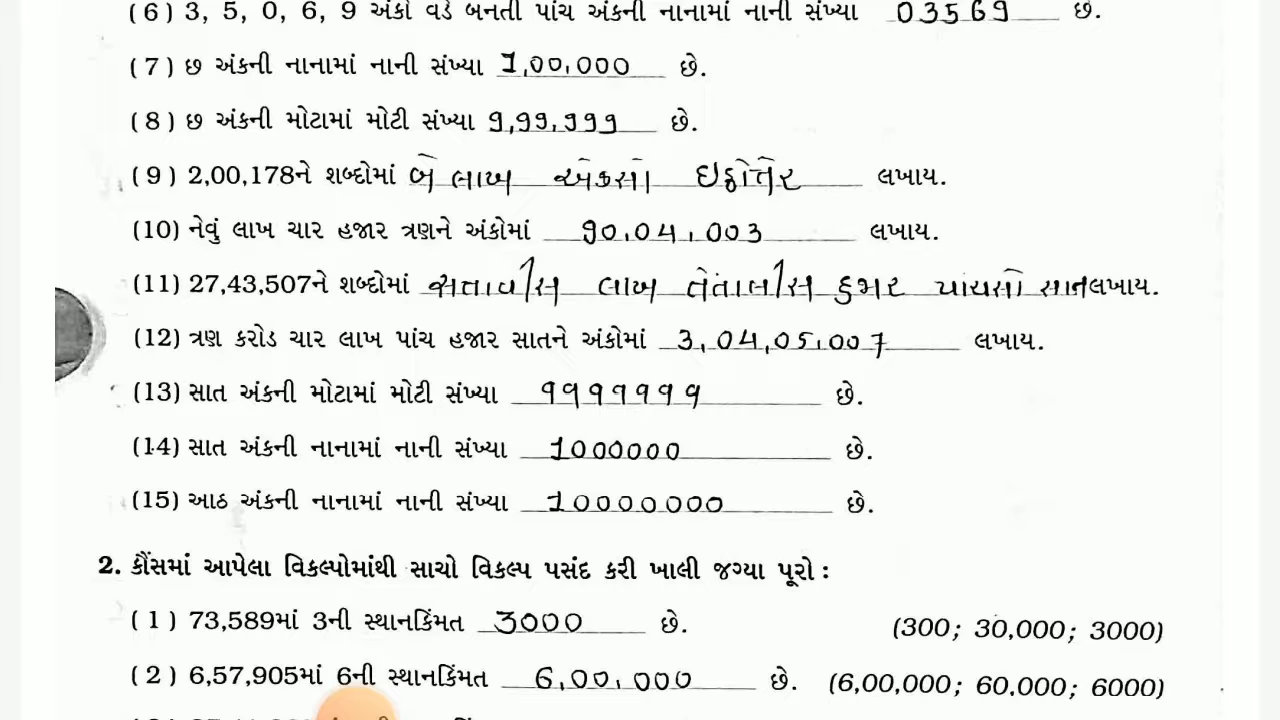 (6) 3, 5, 0, 6, 9 અંકો વડે બનતી પાંચ અંકની નાનામાં નાની સંખ્યા 03569 છે.
(7) છ અંકની નાનામાં નાની સંખ્યા 1,00,000 છે.
(8) છ અંકની મોટામાં મોટી સંખ્યા 9,99,999 છે.
(9) 2,00,178ને શબ્દોમાં બે લાખ એકસો ઇઠ્ઠોતેર લખાય.
(10) નેવું લાખ ચાર હજાર ત્રણને અંકોમાં 90,04,003 લખાય.
(11) 27,43,507ને શબ્દોમાં સતાવીસ લાખ તેતાલીસ હજાર પાંચસો સાત લખાય.
(12) ત્રણ કરોડ ચાર લાખ પાંચ હજાર સાતને અંકોમાં 3,04,05,007 લખાય.
(13) સાત અંકની મોટામાં મોટી સંખ્યા 9999999 છે.
(14) સાત અંકની નાનામાં નાની સંખ્યા 1000000 છે.
(15) આઠ અંકની નાનામાં નાની સંખ્યા 10000000 છે.
2. કૌંસમાં આપેલા વિકલ્પોમાંથી સાચો વિકલ્પ પસંદ કરી ખાલી જગ્યા પૂરો :
(1) 73,589માં 3ની સ્થાનકિંમત 3000 છે. (300; 30,000; 3000)
(2) 6,57,905માં 6ની સ્થાનકિંમત 6,00,000 છે. (6,00,000; 60,000; 6000)